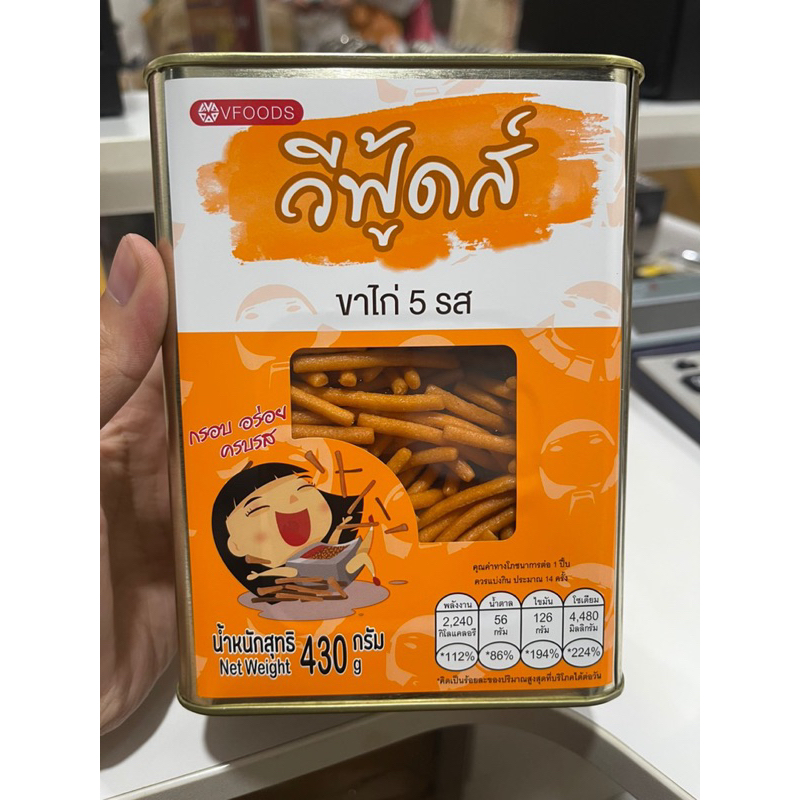 VFOODS
วีฟู้ดส์
ขาไก่ 5 รส
กรอบ อร่อย
ครบรส
คุณค่าทางโภชนาการต่อ 1 ปี๊บ
ควรแบ่งกิน ประมาณ 14 ครั้ง
พลังงาน น้ำตาล ไขมัน โซเดียม
2,240 56 126 4,480
กิโลแคลอรี กรัม กรัม มิลลิกรัม
*112% *86% *194% *224%
*คิดเป็นร้อยละของปริมาณสูงสุดที่บริโภคได้ต่อวัน
น้ำหนักสุทธิ 430 กรัม
Net Weight g